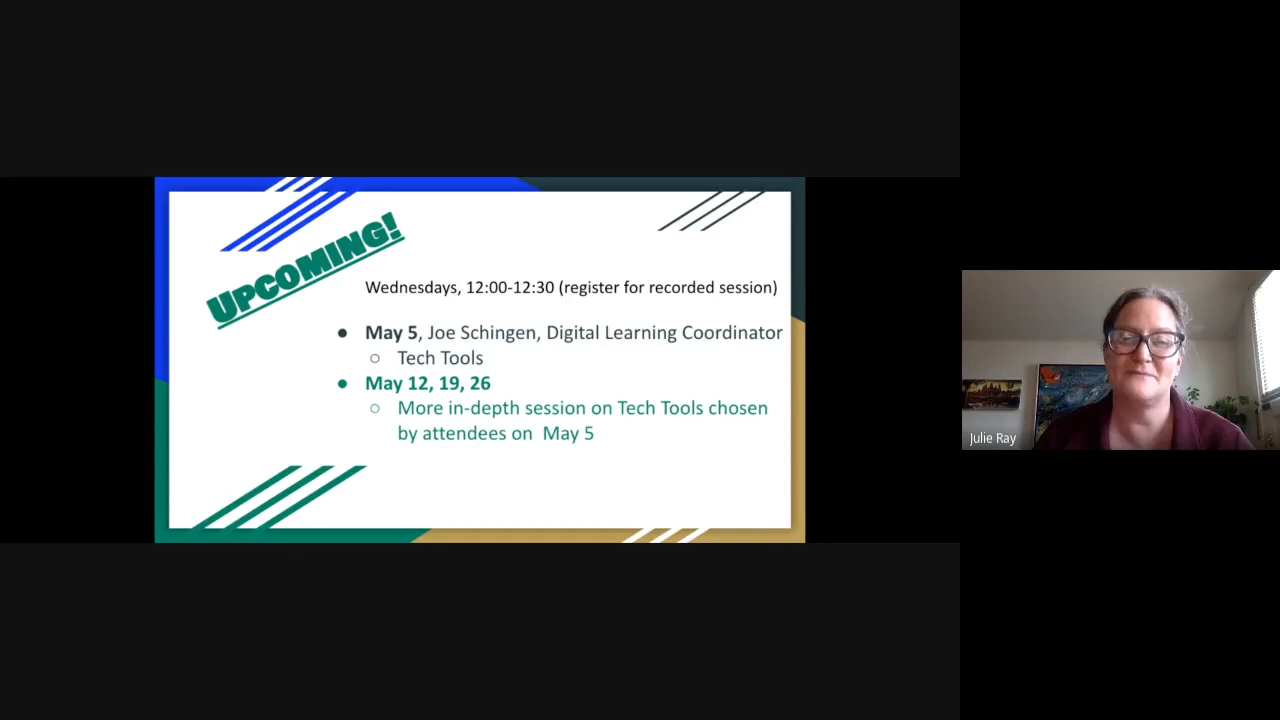 UPCOMING!
Wednesdays, 12:00-12:30 (register for recorded session)
● May 5, Joe Schingen, Digital Learning Coordinator
○ Tech Tools
● May 12, 19, 26
○ More in-depth session on Tech Tools chosen
by attendees on May 5
Julie Ray